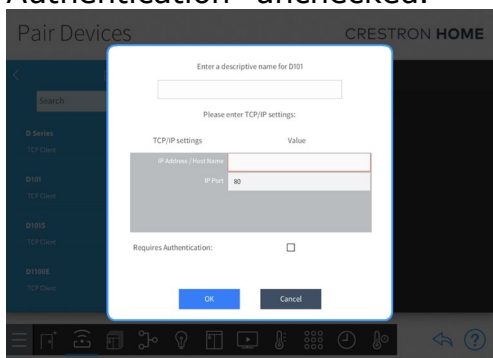 Authentication" unchecked.
Pair Devices
CRESTRON HOME
Enter a descriptive name for D101
Please enter TCP/IP settings:
TCP/IP settings Value
IP Address / Host Name
IP Port 80
Requires Authentication:
OK Cancel
Search
D Series
TCP Client
D101
TCP Client
D101S
TCP Client
D1100E
TCP Client
?